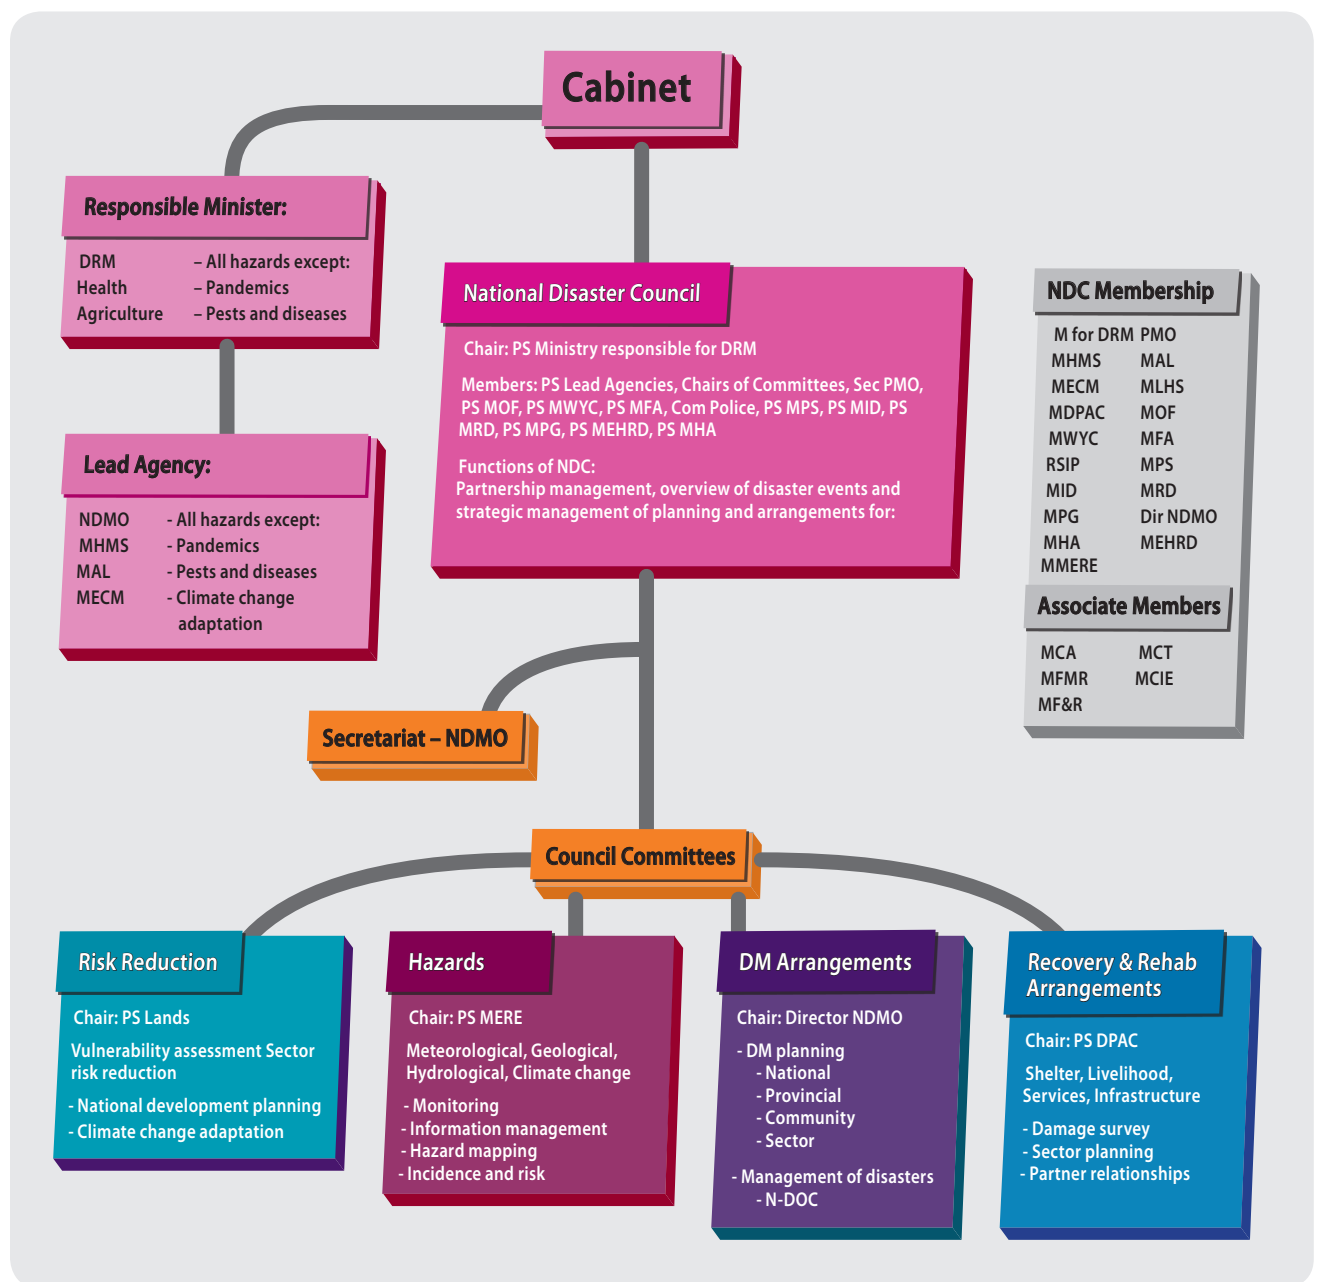 Cabinet
Responsible Minister:
DRM – All hazards except:
Health – Pandemics
Agriculture – Pests and diseases
Lead Agency:
NDMO - All hazards except:
MHMS - Pandemics
MAL - Pests and diseases
MECM - Climate change
adaptation
National Disaster Council
Chair: PS Ministry responsible for DRM
Members: PS Lead Agencies, Chairs of Committees, Sec PMO,
PS MOF, PS MWYC, PS MFA, Com Police, PS MPS, PS MID, PS
MRD, PS MPG, PS MEHRD, PS MHA
Functions of NDC:
Partnership management, overview of disaster events and
strategic management of planning and arrangements for:
NDC Membership
M for DRM PMO
MHMS MAL
MECM MLHS
MDPAC MOF
MWYC MFA
RSIP MPS
MID MRD
MPG Dir NDMO
MHA MEHRD
MMERE
Associate Members
MCA MCT
MFMR MCIE
MF&R
Secretariat – NDMO
Council Committees
Risk Reduction
Chair: PS Lands
Vulnerability assessment Sector
risk reduction
- National development planning
- Climate change adaptation
Hazards
Chair: PS MERE
Meteorological, Geological,
Hydrological, Climate change
- Monitoring
- Information management
- Hazard mapping
- Incidence and risk
DM Arrangements
Chair: Director NDMO
- DM planning
- National
- Provincial
- Community
- Sector
- Management of disasters
- N-DOC
Recovery & Rehab
Arrangements
Chair: PS DPAC
Shelter, Livelihood,
Services, Infrastructure
- Damage survey
- Sector planning
- Partner relationships